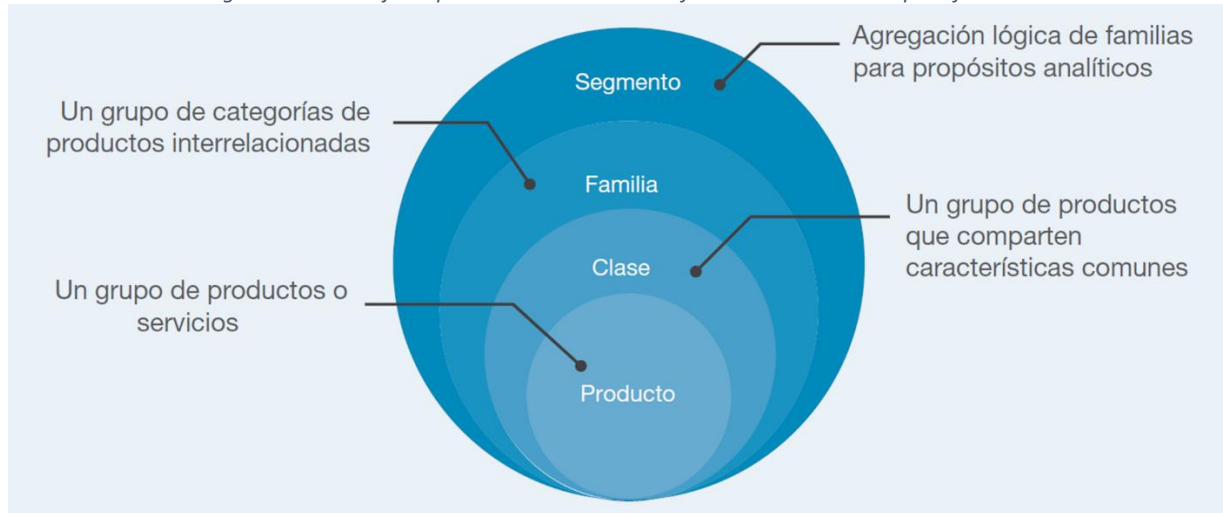 Segmento
Agregación lógica de familias
para propósitos analíticos
Un grupo de categorías de
productos interrelacionadas
Familia
Un grupo de productos
que comparten
características comunes
Clase
Un grupo de productos o
servicios
Producto